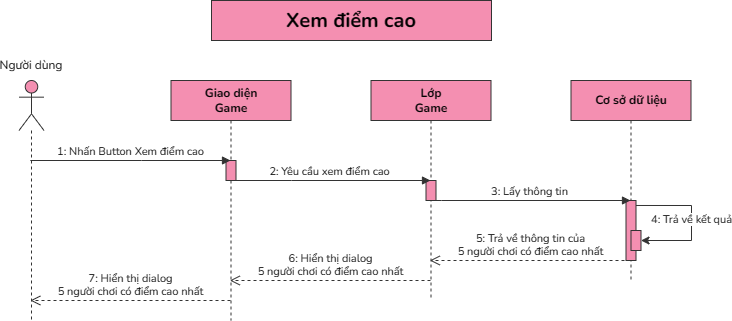 Xem điểm cao
Người dùng
Giao diện
Game
Lớp
Game
Cơ sở dữ liệu
1: Nhấn Button Xem điểm cao
2: Yêu cầu xem điểm cao
3: Lấy thông tin
4: Trả về kết quả
5: Trả về thông tin của
5 người chơi có điểm cao nhất
6: Hiển thị dialog
5 người chơi có điểm cao nhất
7: Hiển thị dialog
5 người chơi có điểm cao nhất